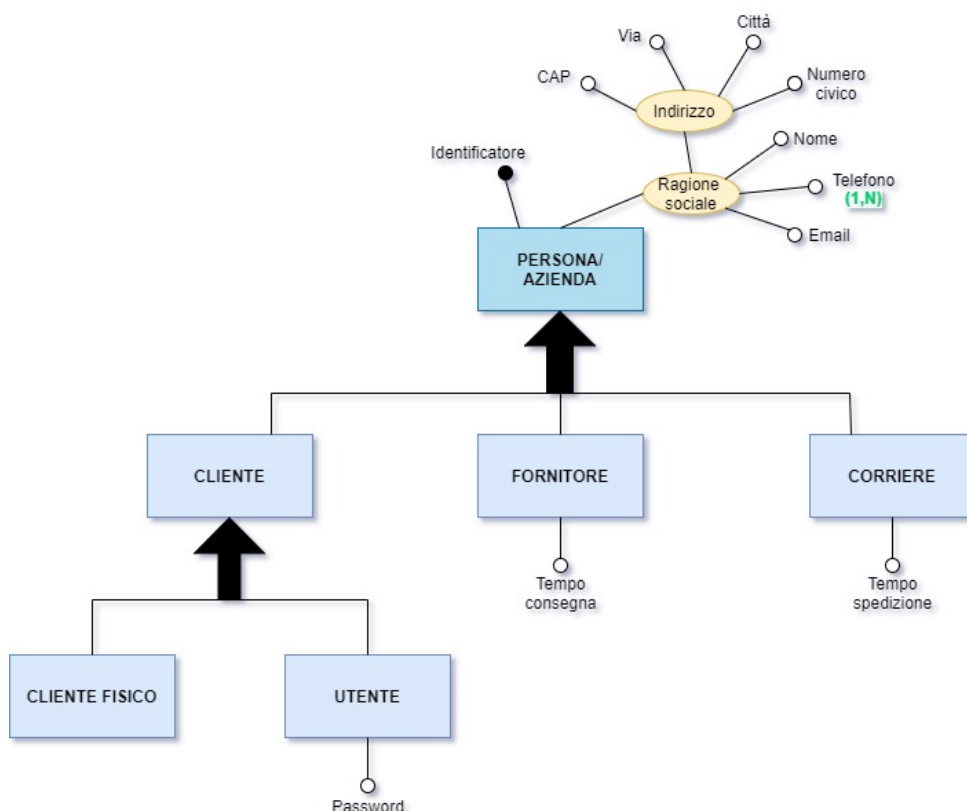 Città
Via
CAP
Numero
civico
Indirizzo
Nome
Identificatore
Ragione
sociale
Telefono
(1,N)
Email
PERSONA/
AZIENDA
CLIENTE
FORNITORE
CORRIERE
Tempo
consegna
Tempo
spedizione
CLIENTE FISICO
UTENTE
Password